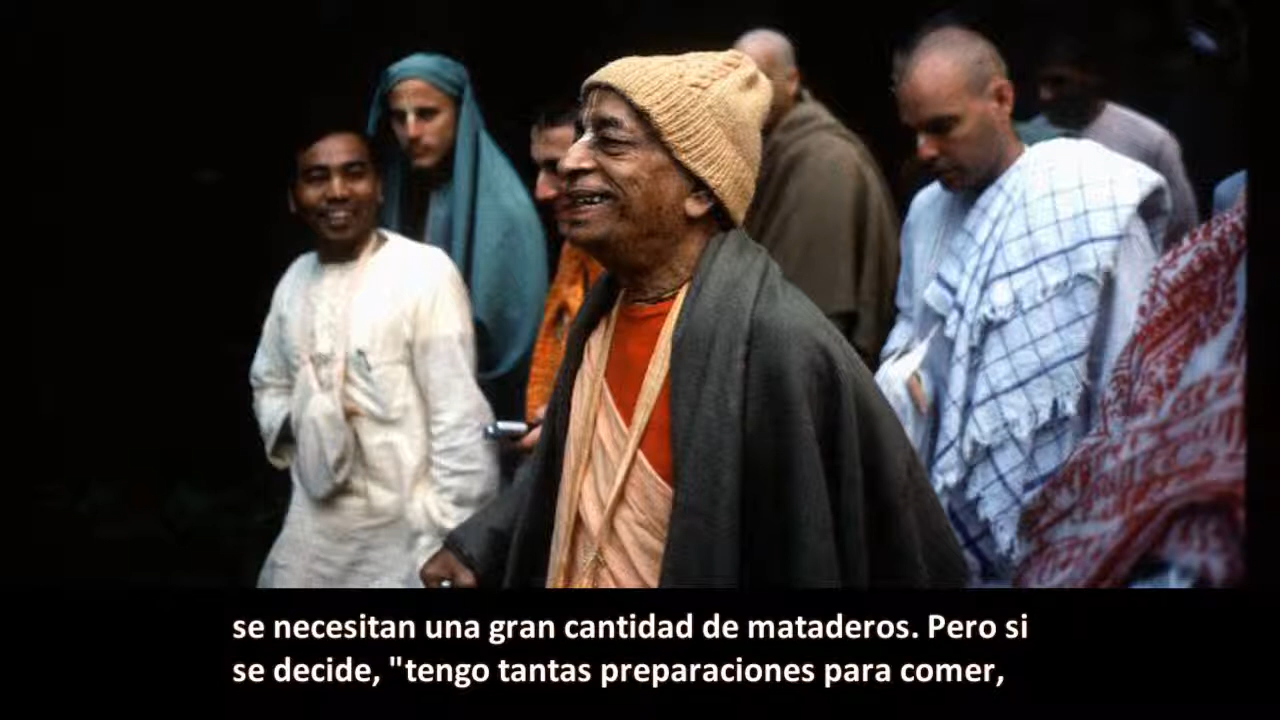 se necesitan una gran cantidad de mataderos. Pero si
se decide, "tengo tantas preparaciones para comer,